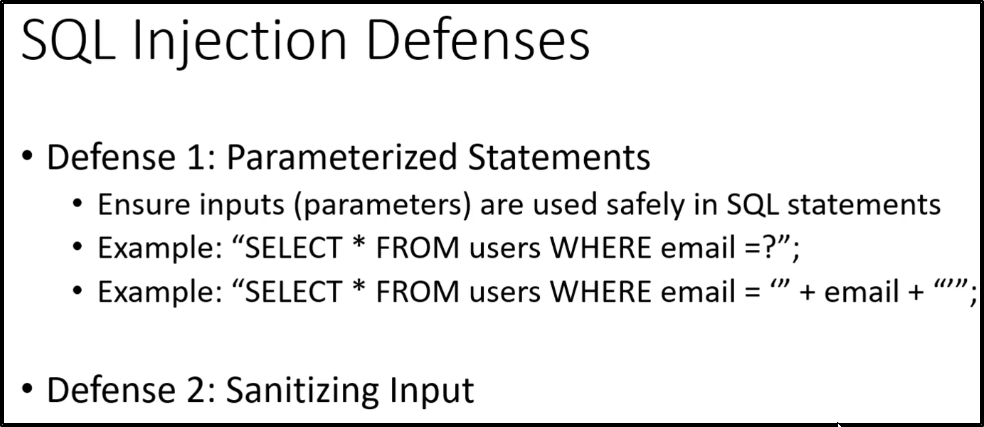 SQL Injection Defenses
• Defense 1: Parameterized Statements
• Ensure inputs (parameters) are used safely in SQL statements
• Example: “SELECT * FROM users WHERE email =?”;
• Example: “SELECT * FROM users WHERE email = ‘” + email + “’”;
• Defense 2: Sanitizing Input